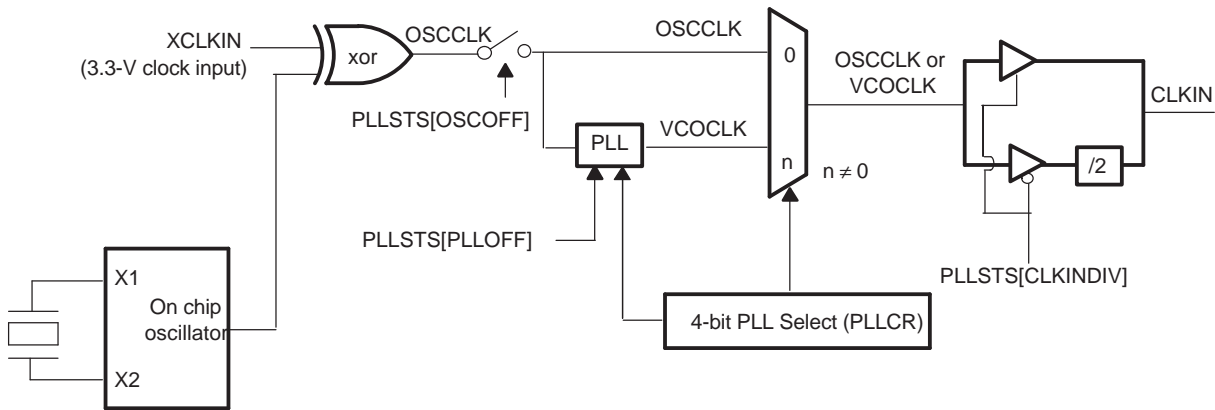 XCLKIN
(3.3-V clock input)
xor
OSCCLK
PLLSTS[OSCOFF]
OSCCLK
0
PLL
VCOCLK
n
n ≠ 0
OSCCLK or
VCOCLK
CLKIN
/2
PLLSTS[PLLOFF]
PLLSTS[CLKINDIV]
X1
On chip
oscillator
X2
4-bit PLL Select (PLLCR)